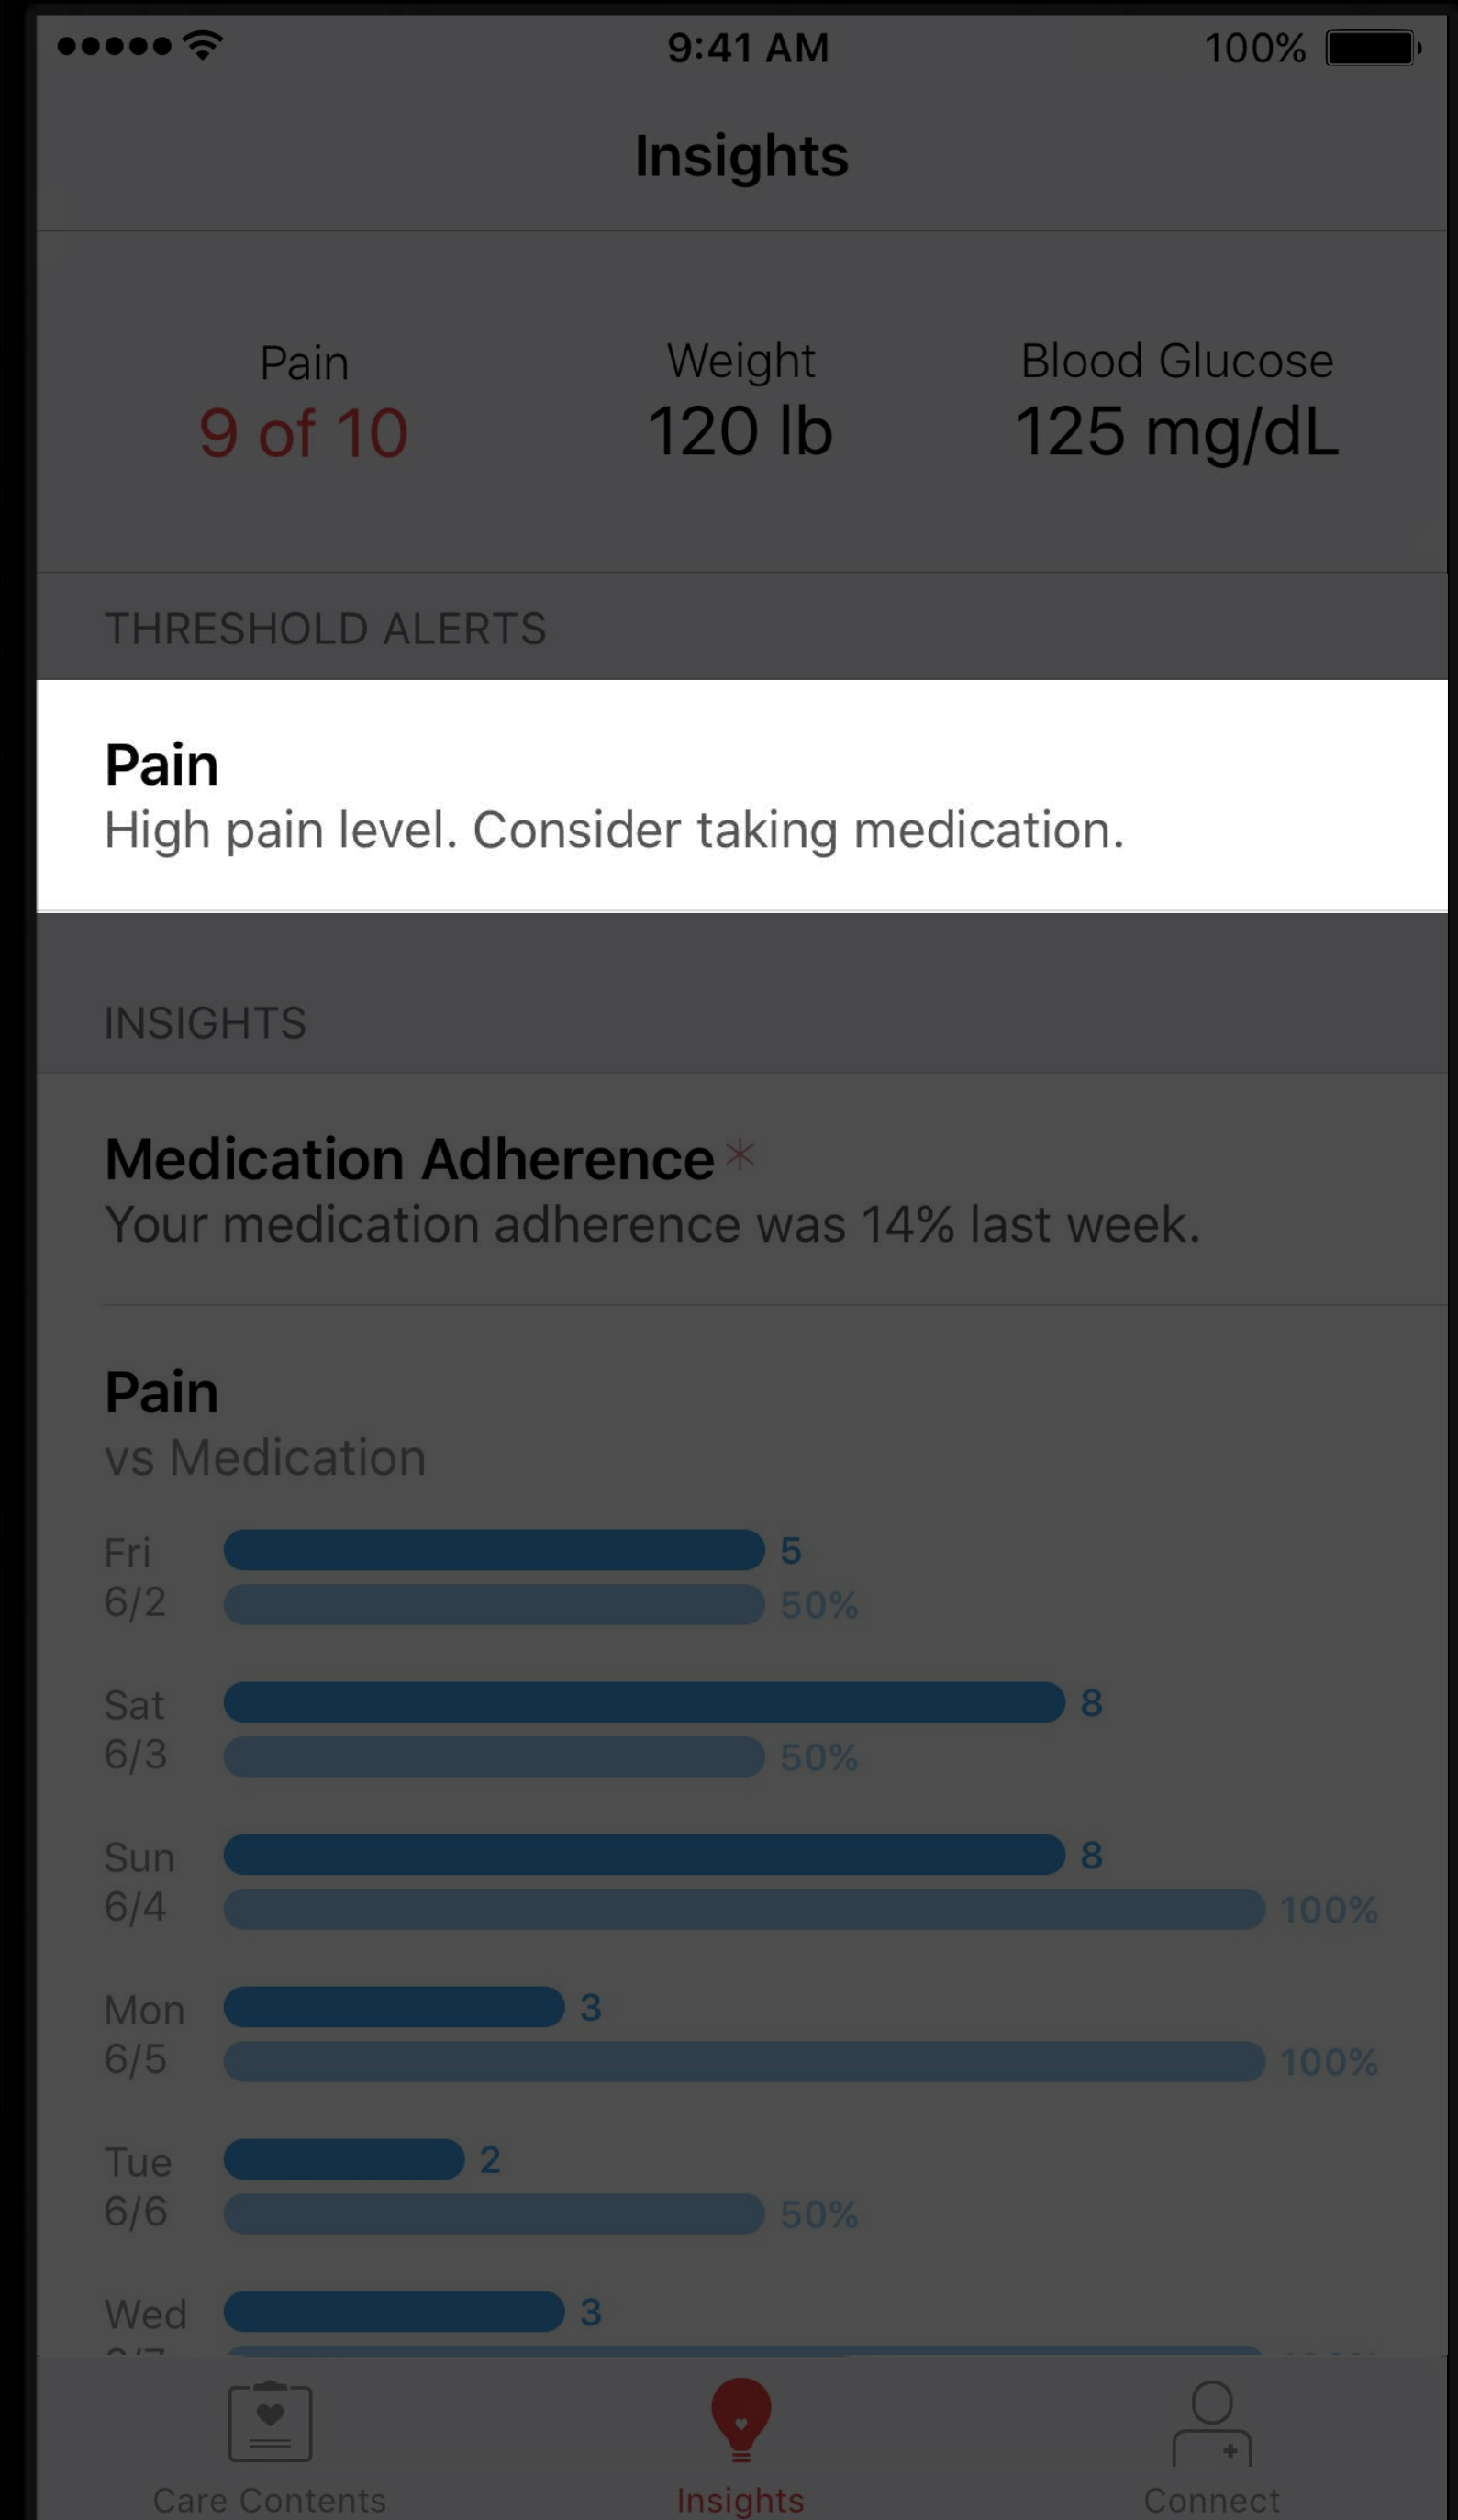 9:41 AM 100%
Insights
Pain Weight Blood Glucose
9 of 10 120 lb 125 mg/dL
THRESHOLD ALERTS
Pain
High pain level. Consider taking medication.
INSIGHTS
Medication Adherence *
Your medication adherence was 14% last week.
Pain
vs Medication
Fri 5
6/2 50%
Sat 8
6/3 50%
Sun 8
6/4 100%
Mon 3
6/5 100%
Tue 2
6/6 50%
Wed 3
Care Contents Insights Connect